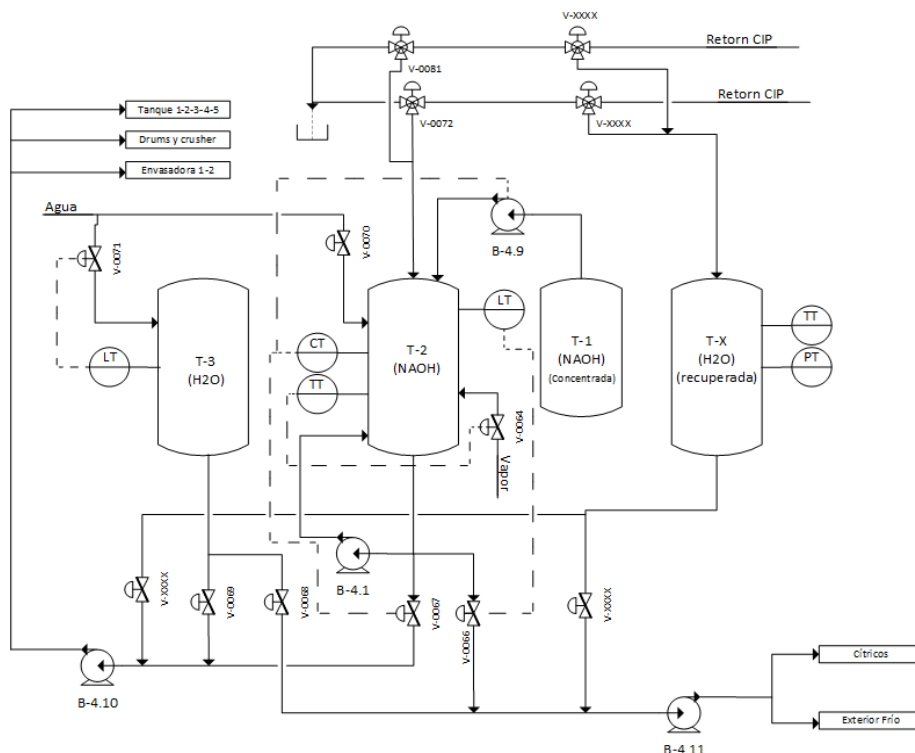 V-XXXX
Retorn CIP
V-0081
Retorn CIP
V-0072
V-XXXX
Tanque 1-2-3-4-5
Drums y crusher
Envasadora 1-2
Agua
V-0071
V-0070
B-4.9
LT
T-3
(H2O)
CT
TT
T-2
(NAOH)
LT
T-1
(NAOH)
(Concentrada)
T-X
(H2O)
(recuperada)
TT
PT
V-0064
Vapor
B-4.1
V-XXXX
V-0069
V-0068
V-0067
V-0066
V-XXXX
B-4.10
B-4.11
Cítricos
Exterior Frío